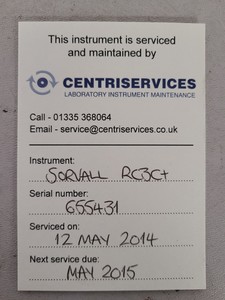 This instrument is serviced
and maintained by
CENTRISERVICES
LABORATORY INSTRUMENT MAINTENANCE
Call - 01335 368064
Email - service@centriservices.co.uk
Instrument:
SORVALL RC3C+
Serial number:
655431
Serviced on:
12 MAY 2014
Next service due:
MAY 2015